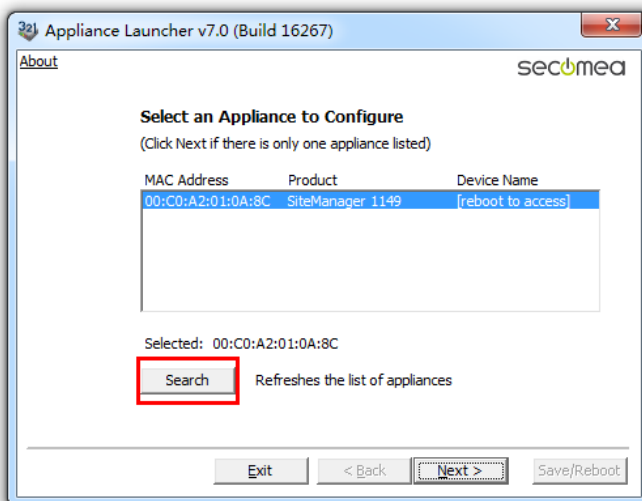 Appliance Launcher v7.0 (Build 16267)
About
secomea
Select an Appliance to Configure
(Click Next if there is only one appliance listed)
MAC Address Product Device Name
00:C0:A2:01:0A:8C SiteManager 1149 [reboot to access]
Selected: 00:C0:A2:01:0A:8C
Search Refreshes the list of appliances
Exit < Back Next > Save/Reboot